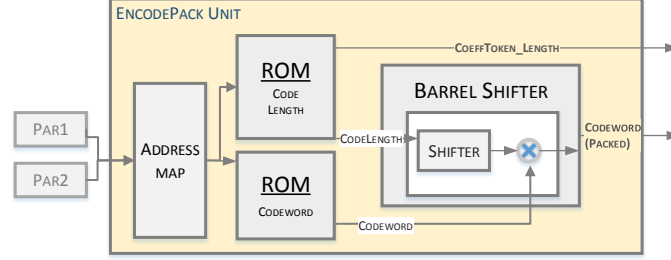 EncodePack Unit
CoeffToken_Length
ROM
Code
Length
Barrel Shifter
Par1
Par2
Address
map
CodeLength
Shifter
Codeword
(Packed)
ROM
Codeword
Codeword